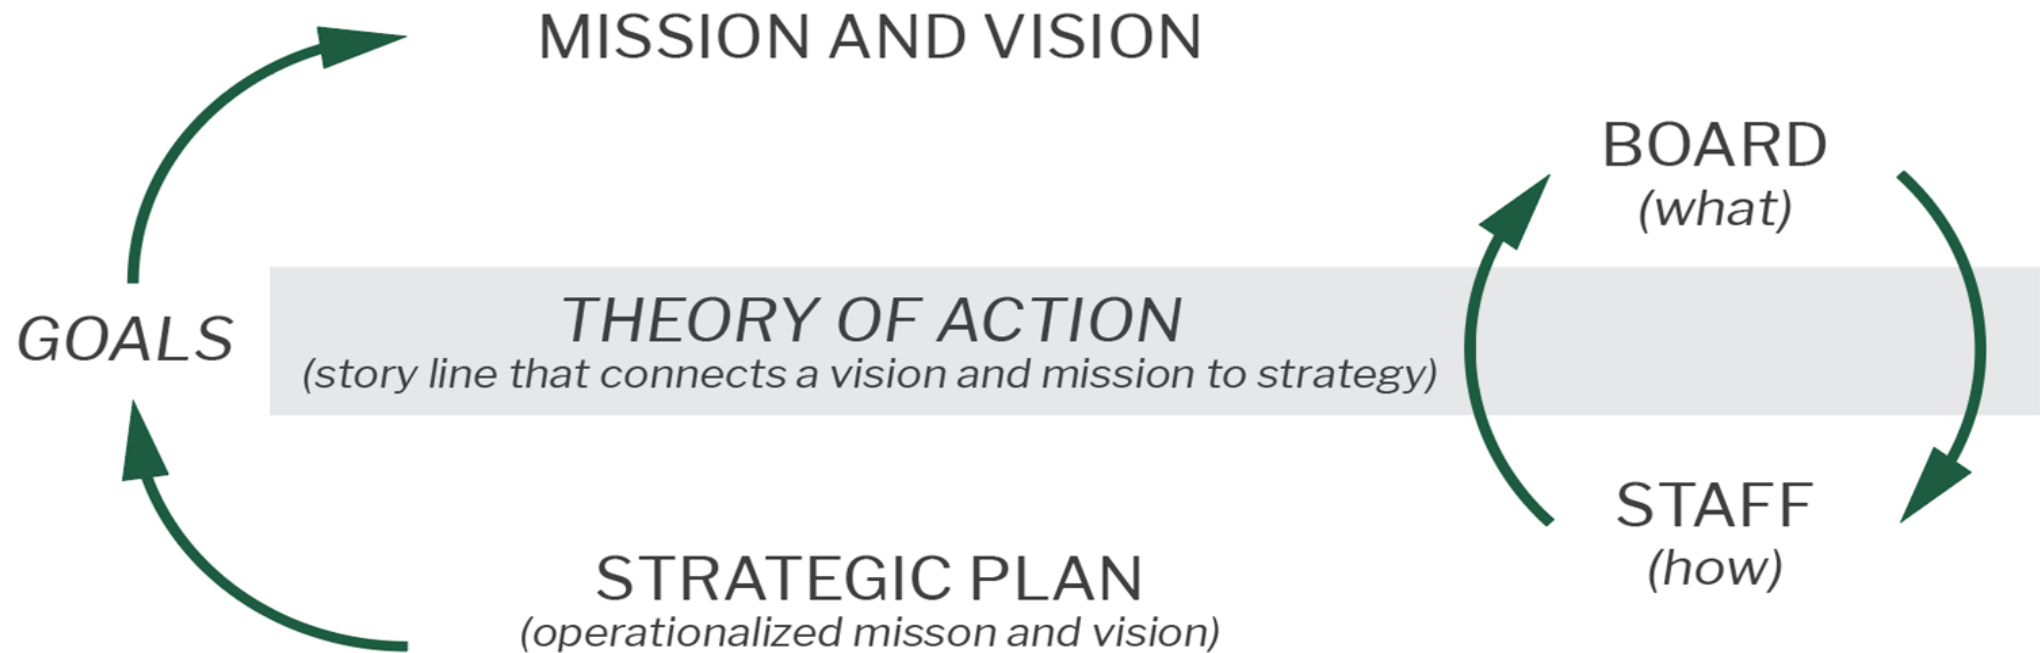 MISSION AND VISION
BOARD
(what)
GOALS
THEORY OF ACTION
(story line that connects a vision and mission to strategy)
STAFF
(how)
STRATEGIC PLAN
(operationalized misson and vision)